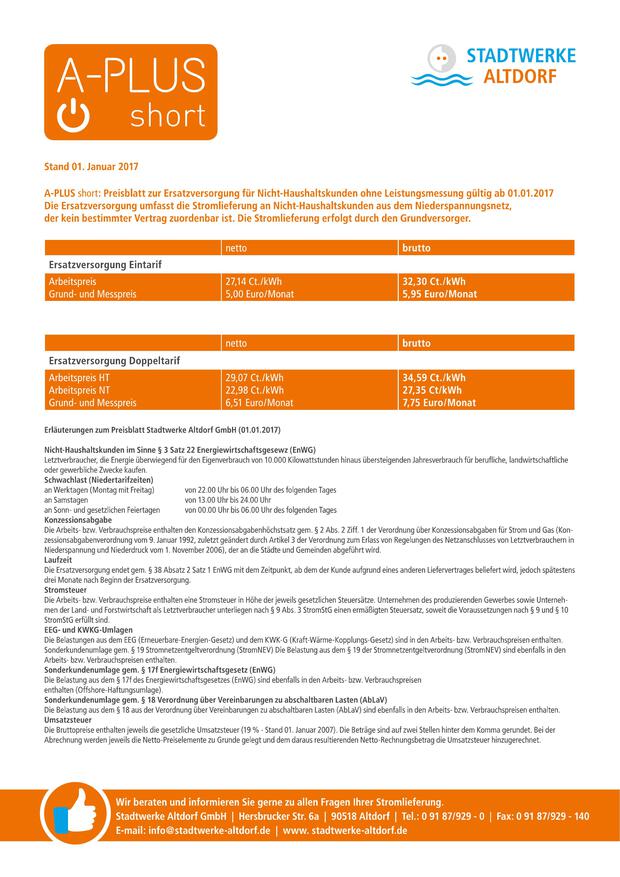 A-PLUS
short
STADTWERKE
ALTDORF
Stand 01. Januar 2017
A-PLUS short: Preisblatt zur Ersatzversorgung für Nicht-Haushaltskunden ohne Leistungsmessung gültig ab 01.01.2017
Die Ersatzversorgung umfasst die Stromlieferung an Nicht-Haushaltskunden aus dem Niederspannungsnetz,
der kein bestimmter Vertrag zuordenbar ist. Die Stromlieferung erfolgt durch den Grundversorger.
netto brutto
Ersatzversorgung Eintarif
Arbeitspreis 27,14 Ct./kWh 32,30 Ct./kWh
Grund- und Messpreis 5,00 Euro/Monat 5,95 Euro/Monat
netto brutto
Ersatzversorgung Doppeltarif
Arbeitspreis HT 29,07 Ct./kWh 34,59 Ct./kWh
Arbeitspreis NT 22,98 Ct./kWh 27,35 Ct/kWh
Grund- und Messpreis 6,51 Euro/Monat 7,75 Euro/Monat
Erläuterungen zum Preisblatt Stadtwerke Altdorf GmbH (01.01.2017)
Nicht-Haushaltskunden im Sinne § 3 Satz 22 Energiewirtschaftsgesewz (EnWG)
Letztverbraucher, die Energie überwiegend für den Eigenverbrauch von 10.000 Kilowattstunden hinaus übersteigenden Jahresverbrauch für berufliche, landwirtschaftliche
oder gewerbliche Zwecke kaufen.
Schwachlast (Niedertarifzeiten)
an Werktagen (Montag mit Freitag) von 22.00 Uhr bis 06.00 Uhr des folgenden Tages
an Samstagen von 13.00 Uhr bis 24.00 Uhr
an Sonn- und gesetzlichen Feiertagen von 00.00 Uhr bis 06.00 Uhr des folgenden Tages
Konzessionsabgabe
Die Arbeits- bzw. Verbrauchspreise enthalten den Konzessionsabgabenhöchstsatz gem. § 2 Abs. 2 Ziff. 1 der Verordnung über Konzessionsabgaben für Strom und Gas (Kon-
zessionsabgabenverordnung vom 9. Januar 1992, zuletzt geändert durch Artikel 3 der Verordnung zum Erlass von Regelungen des Netzanschlusses von Letztverbrauchern in
Niederspannung und Niederdruck vom 1. November 2006), der an die Städte und Gemeinden abgeführt wird.
Laufzeit
Die Ersatzversorgung endet gem. § 38 Absatz 2 Satz 1 EnWG mit dem Zeitpunkt, ab dem der Kunde aufgrund eines anderen Liefervertrages beliefert wird, jedoch spätestens
drei Monate nach Beginn der Ersatzversorgung.
Stromsteuer
Die Arbeits- bzw. Verbrauchspreise enthalten eine Stromsteuer in Höhe der jeweils gesetzlichen Steuersätze. Unternehmen des produzierenden Gewerbes sowie Unterneh-
men der Land- und Forstwirtschaft als Letztverbraucher unterliegen nach § 9 Abs. 3 StromStG einen ermäßigten Steuersatz, soweit die Voraussetzungen nach § 9 und § 10
StromStG erfüllt sind.
EEG- und KWKG-Umlagen
Die Belastungen aus dem EEG (Erneuerbare-Energien-Gesetz) und dem KWK-G (Kraft-Wärme-Kopplungs-Gesetz) sind in den Arbeits- bzw. Verbrauchspreisen enthalten.
Sonderkundenumlage gem. § 19 Stromnetzentgeltverordnung (StromNEV) Die Belastung aus dem § 19 der Stromnetzentgeltverordnung (StromNEV) sind ebenfalls in den
Arbeits- bzw. Verbrauchspreisen enthalten.
Sonderkundenumlage gem. § 17f Energiewirtschaftsgesetz (EnWG)
Die Belastung aus dem § 17f des Energiewirtschaftsgesetzes (EnWG) sind ebenfalls in den Arbeits- bzw. Verbrauchspreisen
enthalten (Offshore-Haftungsumlage).
Sonderkundenumlage gem. § 18 Verordnung über Vereinbarungen zu abschaltbaren Lasten (AbLaV)
Die Belastung aus dem § 18 aus der Verordnung über Vereinbarungen zu abschaltbaren Lasten (AbLaV) sind ebenfalls in den Arbeits- bzw. Verbrauchspreisen enthalten.
Umsatzsteuer
Die Bruttopreise enthalten jeweils die gesetzliche Umsatzsteuer (19 % - Stand 01. Januar 2007). Die Beträge sind auf zwei Stellen hinter dem Komma gerundet. Bei der
Abrechnung werden jeweils die Netto-Preiselemente zu Grunde gelegt und dem daraus resultierenden Netto-Rechnungsbetrag die Umsatzsteuer hinzugerechnet.
Wir beraten und informieren Sie gerne zu allen Fragen Ihrer Stromlieferung.
Stadtwerke Altdorf GmbH | Hersbrucker Str. 6a | 90518 Altdorf | Tel.: 0 91 87/929 - 0 | Fax: 0 91 87/929 - 140
E-mail: info@stadtwerke-altdorf.de | www. stadtwerke-altdorf.de